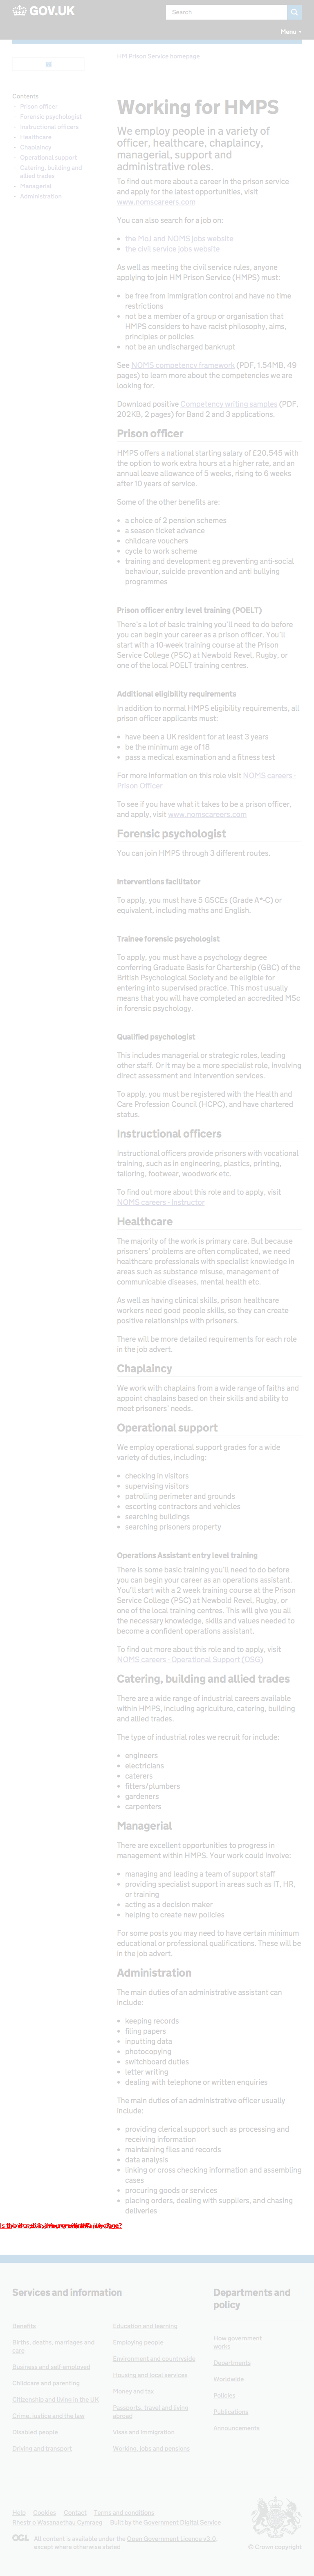 GOV.UK
Search
Menu
HM Prison Service homepage
Contents
Prison officer
Forensic psychologist
Instructional officers
Healthcare
Chaplaincy
Operational support
Catering, building and
allied trades
Managerial
Administration
Working for HMPS
We employ people in a variety of
officer, healthcare, chaplaincy,
managerial, support and
administrative roles.
To find out more about a career in the prison service
and apply for the latest opportunities, visit
www.nomscareers.com
You can also search for a job on:
the MoJ and NOMS jobs website
the civil service jobs website
As well as meeting the civil service rules, anyone
applying to join HM Prison Service (HMPS) must:
be free from immigration control and have no time
restrictions
not be a member of a group or organisation that
HMPS considers to have racist philosophy, aims,
principles or policies
not be an undischarged bankrupt
See NOMS competency framework (PDF, 1.54MB, 49
pages) to learn more about the competencies we are
looking for.
Download positive Competency writing samples (PDF,
202KB, 2 pages) for Band 2 and 3 applications.
Prison officer
HMPS offers a national starting salary of £20,545 with
the option to work extra hours at a higher rate, and an
annual leave allowance of 5 weeks, rising to 6 weeks
after 10 years of service.
Some of the other benefits are:
a choice of 2 pension schemes
a season ticket advance
childcare vouchers
cycle to work scheme
training and development eg preventing anti-social
behaviour, suicide prevention and anti bullying
programmes
Prison officer entry level training (POELT)
There's a lot of basic training you'll need to do before
you can begin your career as a prison officer. You'll
start with a 10-week training course at the Prison
Service College (PSC) at Newbold Revel, Rugby, or
one of the local POELT training centres.
Additional eligibility requirements
In addition to normal HMPS eligibility requirements, all
prison officer applicants must:
have been a UK resident for at least 3 years
be the minimum age of 18
pass a medical examination and a fitness test
For more information on this role visit NOMS careers -
Prison Officer
To see if you have what it takes to be a prison officer,
and apply, visit www.nomscareers.com
Forensic psychologist
You can join HMPS through 3 different routes.
Interventions facilitator
To apply, you must have 5 GSCEs (Grade A*-C) or
equivalent, including maths and English.
Trainee forensic psychologist
To apply, you must have a psychology degree
conferring Graduate Basis for Chartership (GBC) of the
British Psychological Society and be eligible for
entering into supervised practice. This most usually
means that you will have completed an accredited MSc
in forensic psychology.
Qualified psychologist
This includes managerial or strategic roles, leading
other staff. Or it may be a more specialist role, involving
direct assessment and intervention services.
To apply, you must be registered with the Health and
Care Profession Council (HCPC), and have chartered
status.
Instructional officers
Instructional officers provide prisoners with vocational
training, such as in engineering, plastics, printing,
tailoring, footwear, woodwork etc.
To find out more about this role and to apply, visit
NOMS careers - Instructor
Healthcare
The majority of the work is primary care. But because
prisoners' problems are often complicated, we need
healthcare professionals with specialist knowledge in
areas such as substance misuse, management of
communicable diseases, mental health etc.
As well as having clinical skills, prison healthcare
workers need good people skills, so they can create
positive relationships with prisoners.
There will be more detailed requirements for each role
in the job advert.
Chaplaincy
We work with chaplains from a wide range of faiths and
appoint chaplains based on their skills and ability to
meet prisoners' needs.
Operational support
We employ operational support grades for a wide
variety of duties, including:
checking in visitors
supervising visitors
patrolling perimeter and grounds
escorting contractors and vehicles
searching buildings
searching prisoners property
Operations Assistant entry level training
There is some basic training you'll need to do before
you can begin your career as an operations assistant.
You'll start with a 2 week training course at the Prison
Service College (PSC) at Newbold Revel, Rugby, or
one of the local training centres. This will give you all
the necessary knowledge, skills and values needed to
become a confident operations assistant.
To find out more about this role and to apply, visit
NOMS careers - Operational Support (OSG)
Catering, building and allied trades
There are a wide range of industrial careers available
within HMPS, including agriculture, catering, building
and allied trades.
The type of industrial roles we recruit for include:
engineers
electricians
caterers
fitters/plumbers
gardeners
carpenters
Managerial
There are excellent opportunities to progress in
management within HMPS. Your work could involve:
managing and leading a team of support staff
providing specialist support in areas such as IT, HR,
or training
acting as a decision maker
helping to create new policies
For some posts you may need to have certain minimum
educational or professional qualifications. These will be
in the job advert.
Administration
The main duties of an administrative assistant can
include:
keeping records
filing papers
inputting data
photocopying
switchboard duties
letter writing
dealing with telephone or written enquiries
The main duties of an administrative officer usually
include:
providing clerical support such as processing and
receiving information
maintaining files and records
data analysis
linking or cross checking information and assembling
cases
procuring goods or services
placing orders, dealing with suppliers, and chasing
deliveries
Services and information
Benefits
Births, deaths, marriages and
care
Business and self-employed
Childcare and parenting
Citizenship and living in the UK
Crime, justice and the law
Disabled people
Driving and transport
Education and learning
Employing people
Environment and countryside
Housing and local services
Money and tax
Passports, travel and living
abroad
Visas and immigration
Working, jobs and pensions
Departments and
policy
How government
works
Departments
Worldwide
Policies
Publications
Announcements
Help Cookies Contact Terms and conditions
Rhestr o Wasanaethau Cymraeg Built by the Government Digital Service
OGL All content is available under the Open Government Licence v3.0,
except where otherwise stated
© Crown copyright